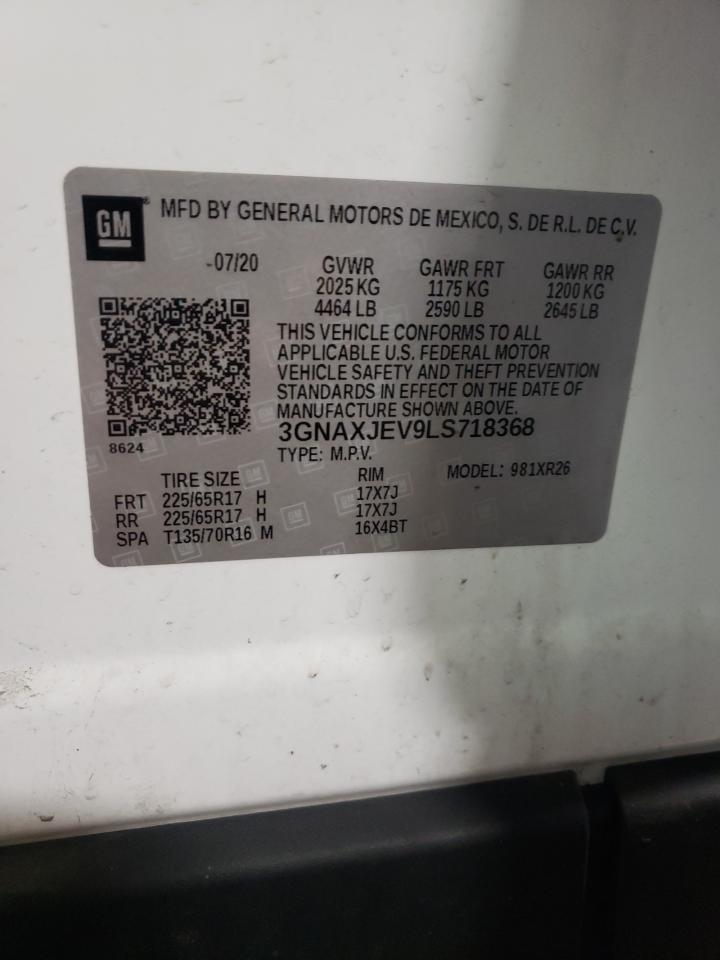 GM ® MFD BY GENERAL MOTORS DE MEXICO, S. DE R.L. DE C.V.
-07/20 GVWR GAWR FRT GAWR RR
2025 KG 1175 KG 1200 KG
4464 LB 2590 LB 2645 LB
THIS VEHICLE CONFORMS TO ALL
APPLICABLE U.S. FEDERAL MOTOR
VEHICLE SAFETY AND THEFT PREVENTION
STANDARDS IN EFFECT ON THE DATE OF
MANUFACTURE SHOWN ABOVE.
8624 3GNAXJEV9LS718368
TYPE: M.P.V. MODEL: 981XR26
TIRE SIZE RIM
FRT 225/65R17 H 17X7J
RR 225/65R17 H 17X7J
SPA T135/70R16 M 16X4BT